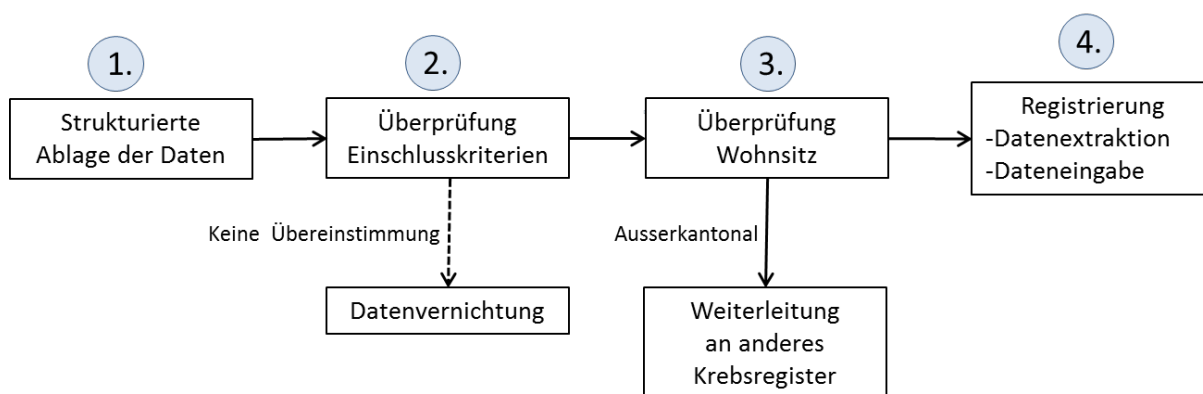 1.
Strukturierte
Ablage der Daten
2.
Überprüfung
Einschlusskriterien
3.
Überprüfung
Wohnsitz
4.
Registrierung
-Datenextraktion
-Dateneingabe
Keine Übereinstimmung
Datenvernichtung
Ausserkantonal
Weiterleitung
an anderes
Krebsregister